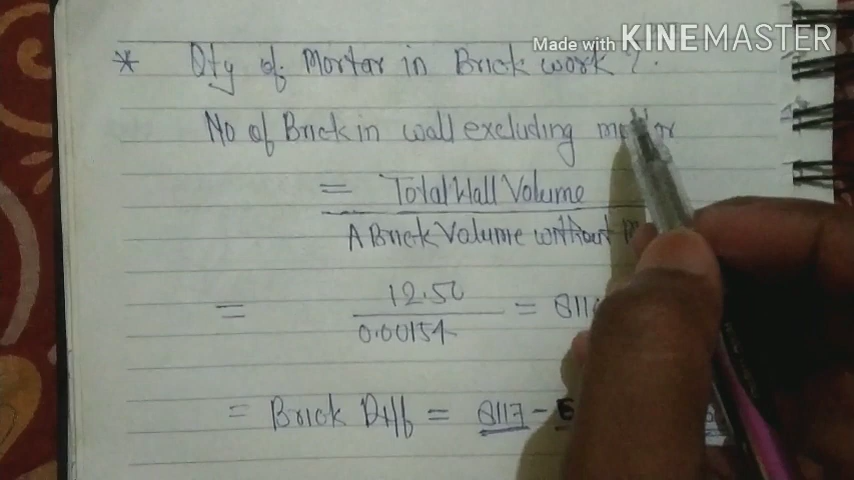 Made with KINEMASTER
* Qty of Mortar in Brick work ?.
No of Brick in wall excluding
= Total Wall Volume
A Brick Volume without
= 12.50
0.00154
=
= Brick Diff = 8117 -